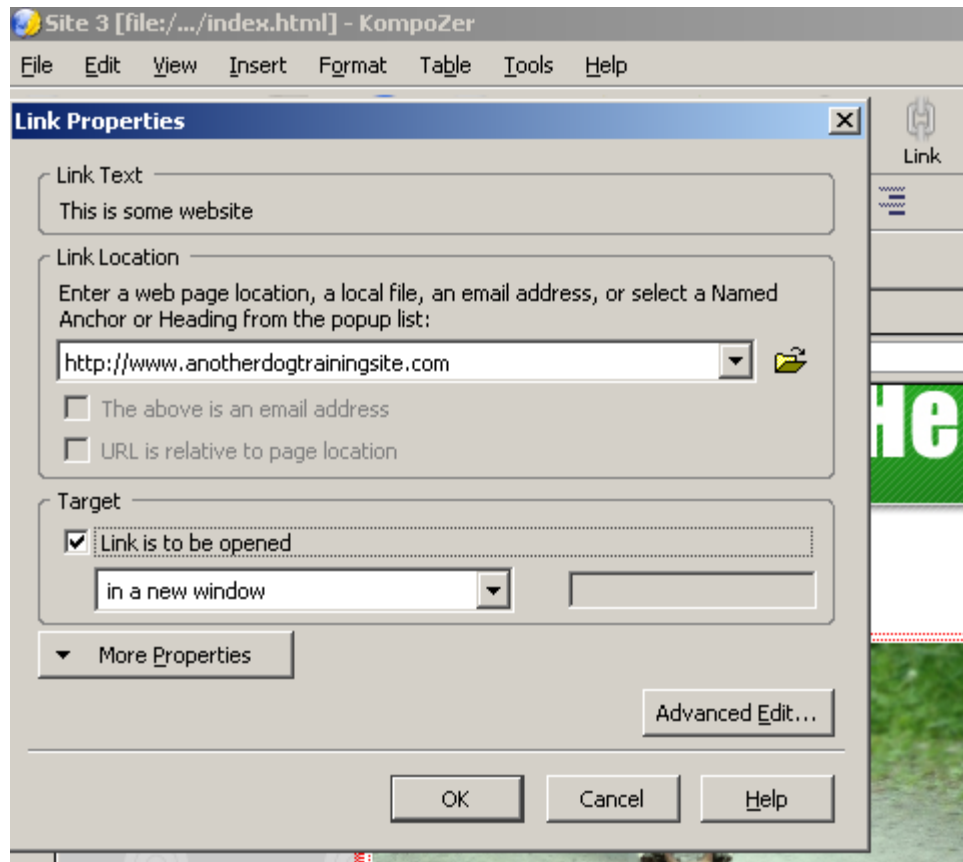 Site 3 [file:/.../index.html] - KompoZer
File Edit View Insert Format Table Tools Help
Link Properties
Link
Link Text
This is some website
Link Location
Enter a web page location, a local file, an email address, or select a Named
Anchor or Heading from the popup list:
http://www.anotherdogtrainingsite.com
The above is an email address
URL is relative to page location
He
Target
Link is to be opened
in a new window
More Properties
Advanced Edit...
OK Cancel Help